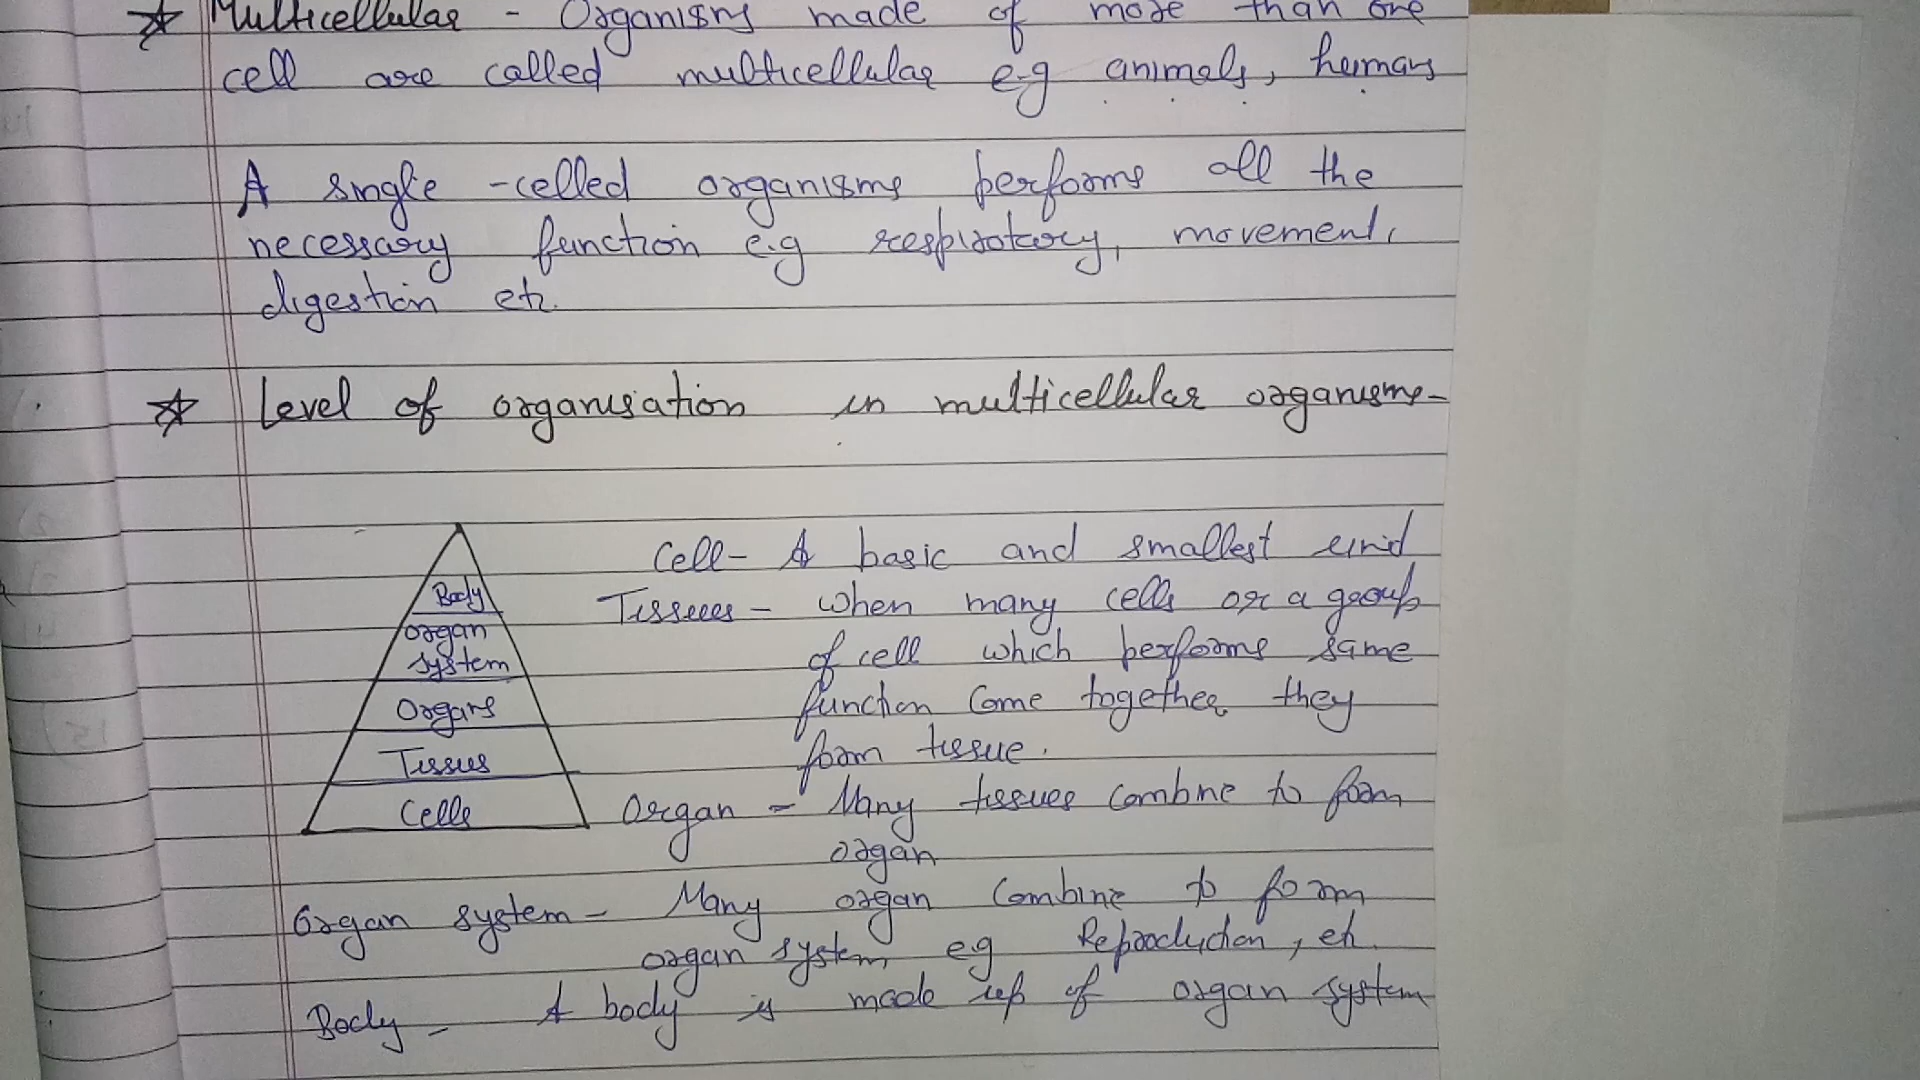 ☆ Multicellular - Organisms made of more than one
cell are called multicellular e.g animals, humans
A single -celled organisms performs all the
necessary function e.g respiratory, movement,
digestion etc.
☆ Level of organisation in multicellular organisms-
Body
organ
system
Organs
Tissues
Cells
Cell- A basic and smallest unit
Tissues - When many cells or a group
of cell which performs same
function come together they
form tissue.
Organ - Many tissues combine to form
organ
Organ system - Many organ combine to form
organ system e.g Reproduction, etc.
Body - A body is made up of organ system